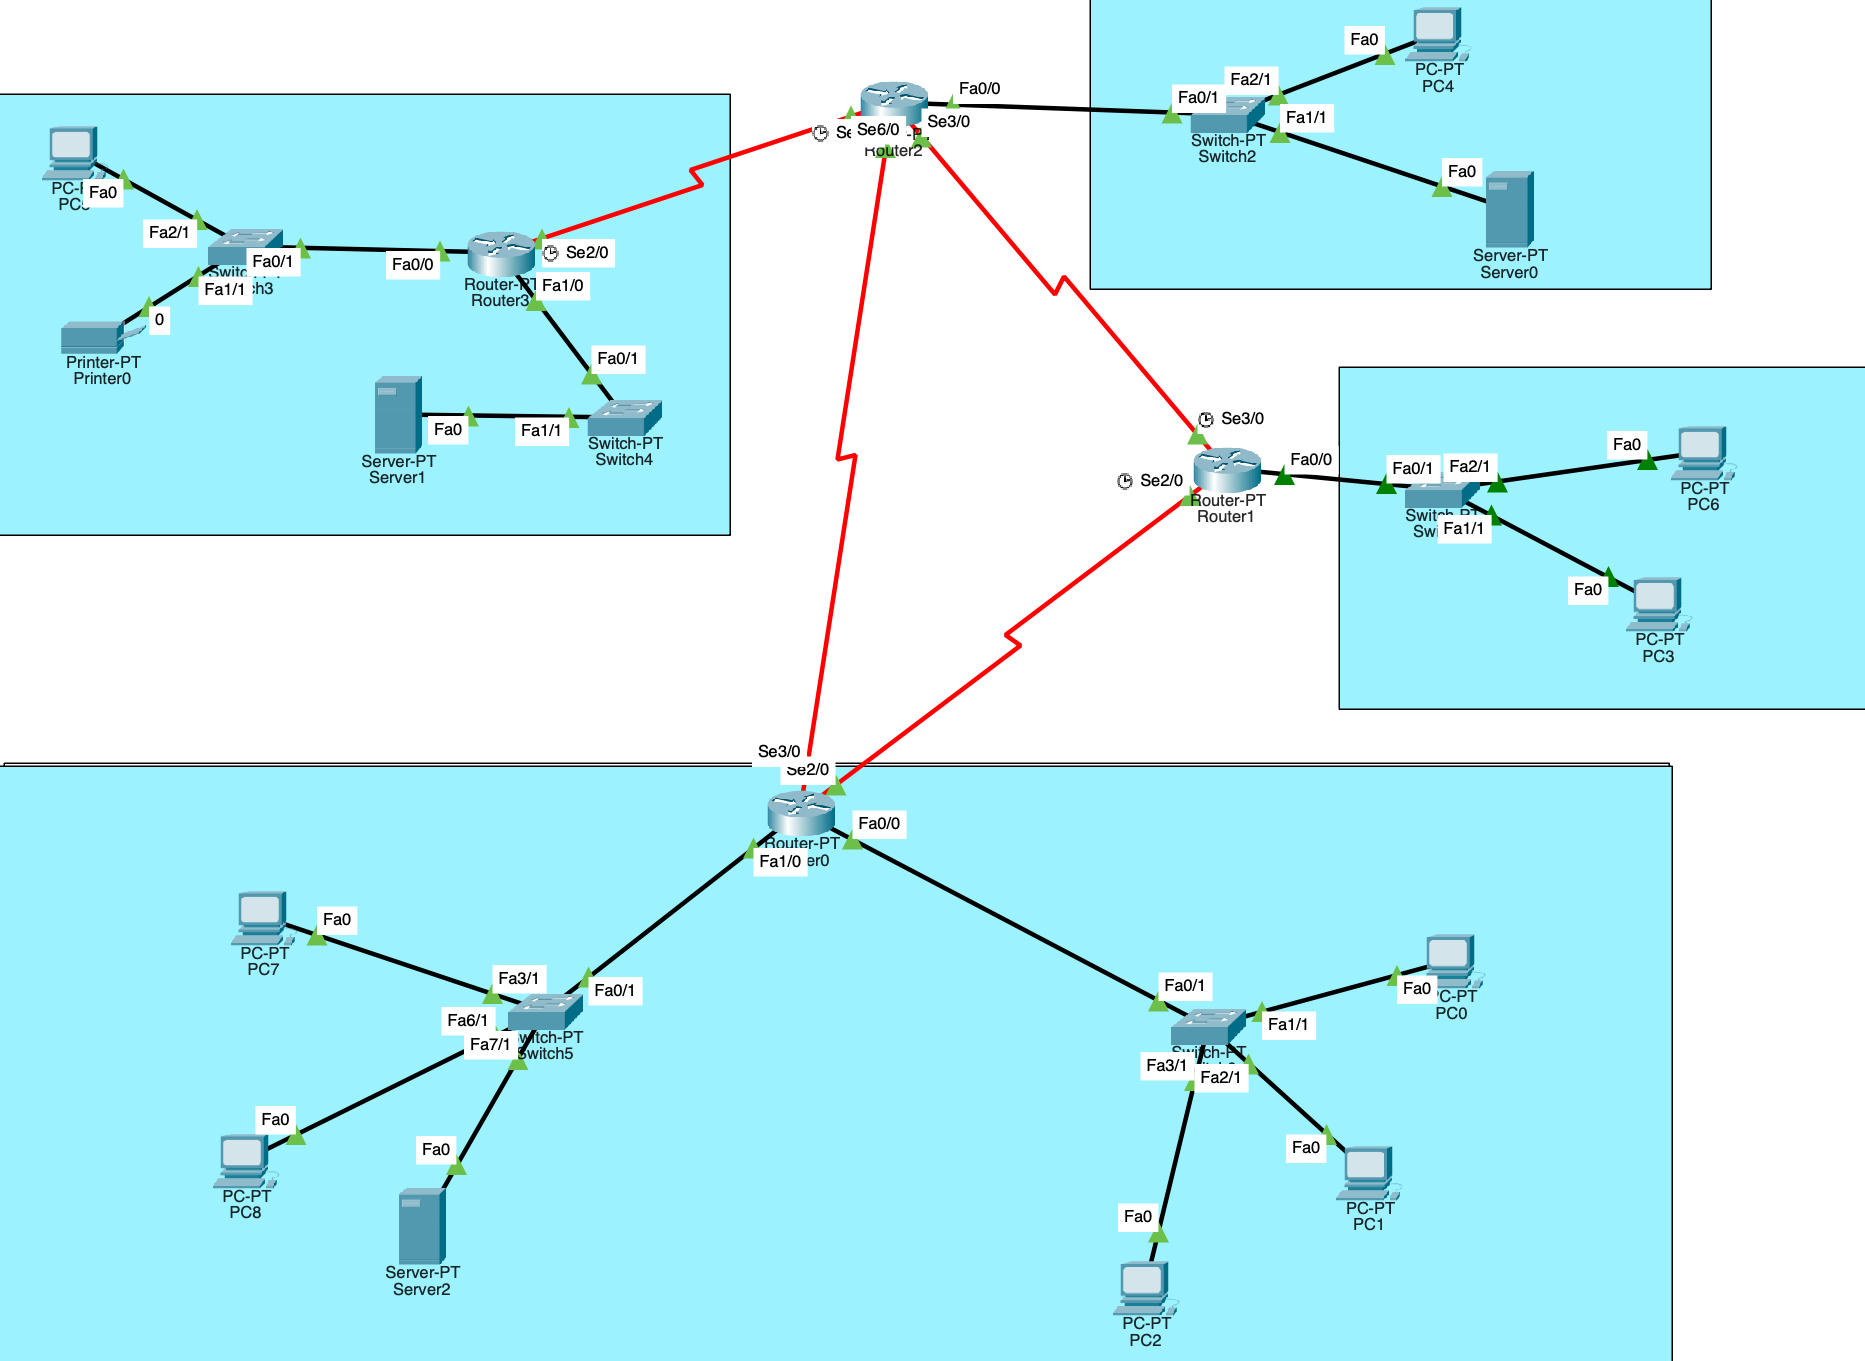 Fa0
PC-PT
PC4
Fa2/1
Fa0/1
Fa1/1
Switch-PT
Switch2
Fa0
Server-PT
Server0
Fa0/0
Se3/0
Se6/0
Router2
Fa0
Fa2/1
Fa0/1
Fa1/1
0
Printer-PT
Printer0
Fa0/0
Se2/0
Router-PT
Router3
Fa1/0
Fa0/1
Fa0
Fa1/1
Switch-PT
Switch4
Server-PT
Server1
Se3/0
Se2/0
Fa0/0
Router-PT
Router1
Fa0/1
Fa2/1
Fa1/1
Fa0
PC-PT
PC6
Fa0
PC-PT
PC3
Se3/0
Se2/0
Fa0/0
Router-PT
Fa1/0
Fa0
PC-PT
PC7
Fa3/1
Fa0/1
Fa6/1
Fa7/1
Switch5
Fa0
PC-PT
PC8
Fa0
Server-PT
Server2
Fa0/1
Fa1/1
Fa3/1
Fa2/1
Fa0
PC0
Fa0
PC-PT
PC1
Fa0
PC-PT
PC2